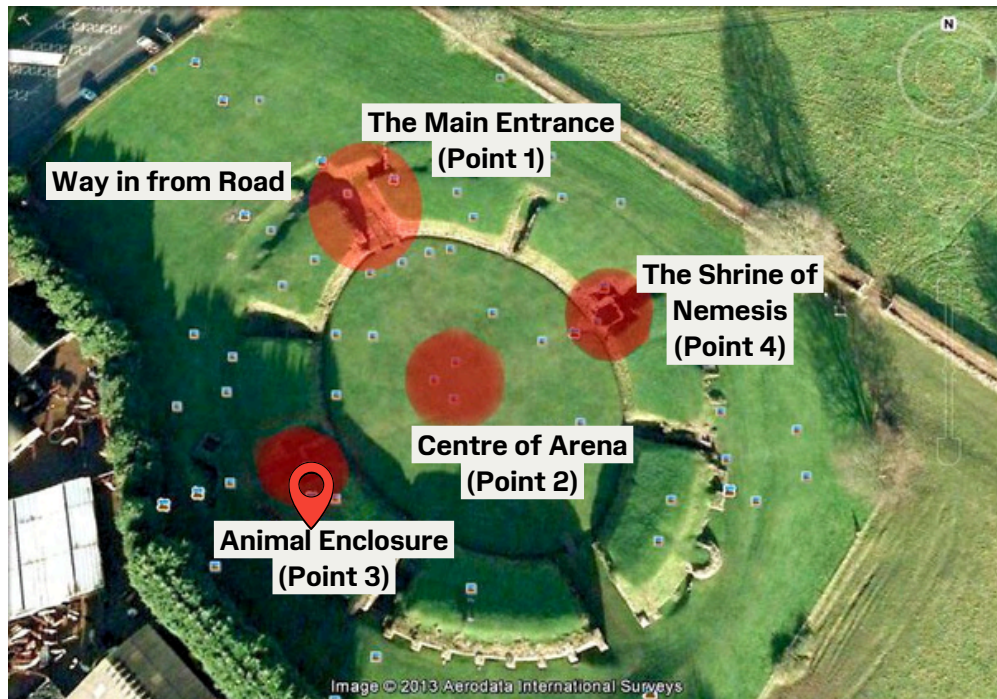 N
The Main Entrance
(Point 1)
Way in from Road
The Shrine of
Nemesis
(Point 4)
Centre of Arena
(Point 2)
Animal Enclosure
(Point 3)
Image © 2013 Aerodata International Surveys